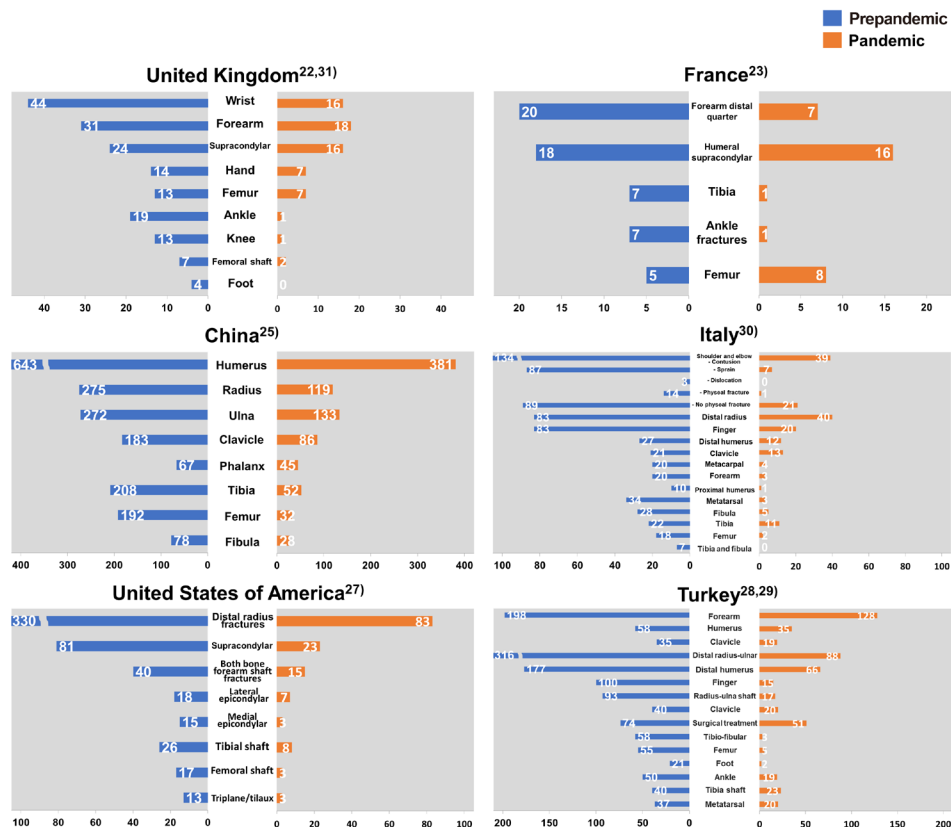 Prepandemic
Pandemic
United Kingdom22,31)
44 Wrist 16
31 Forearm 18
24 Supracondylar 16
14 Hand 7
13 Femur 7
19 Ankle 1
13 Knee 1
7 Femoral shaft 2
4 Foot 0
40 30 20 10 0 0 10 20 30 40
France23)
20 Forearm distal quarter 7
18 Humeral supracondylar 16
7 Tibia 1
7 Ankle fractures 1
5 Femur 8
20 15 10 5 0 0 5 10 15 20
China25)
643 Humerus 381
275 Radius 119
272 Ulna 133
183 Clavicle 86
67 Phalanx 45
208 Tibia 52
192 Femur 32
78 Fibula 28
400 300 200 100 0 0 100 200 300 400
Italy30)
134 Shoulder and elbow - Contusion 39
87 - Sprain 7
8 - Dislocation 0
14 - Physeal fracture 1
89 - No physeal fracture 21
83 Distal radius 40
83 Finger 20
27 Distal humerus 12
21 Clavicle 13
20 Metacarpal 4
20 Forearm 3
10 Proximal humerus 1
34 Metatarsal 3
28 Fibula 5
22 Tibia 11
18 Femur 2
7 Tibia and fibula 0
100 80 60 40 20 0 0 20 40 60 80 100
United States of America27)
330 Distal radius fractures 83
81 Supracondylar 23
40 Both bone forearm shaft fractures 15
18 Lateral epicondylar 7
15 Medial epicondylar 3
26 Tibial shaft 8
17 Femoral shaft 3
13 Triplane/tilaux 3
100 80 60 40 20 0 0 20 40 60 80 100
Turkey28,29)
198 Forearm 128
58 Humerus 35
35 Clavicle 19
316 Distal radius-ulnar 88
177 Distal humerus 66
100 Finger 15
93 Radius-ulna shaft 17
40 Clavicle 20
74 Surgical treatment 51
58 Tibio-fibular 3
55 Femur 5
21 Foot 2
50 Ankle 19
40 Tibia shaft 23
37 Metatarsal 20
200 150 100 50 0 0 50 100 150 200